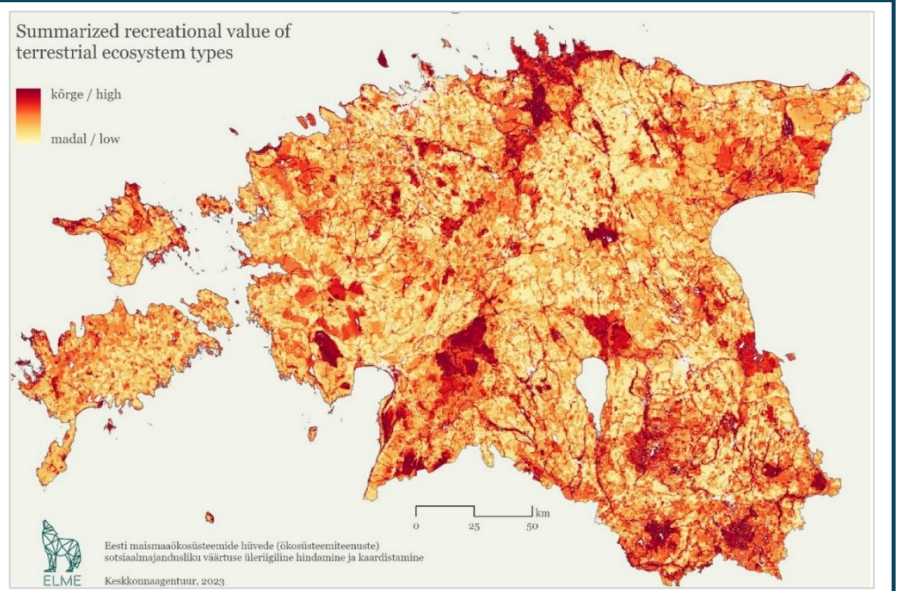 Summarized recreational value of
terrestrial ecosystem types
kõrge / high
madal / low
km
0 25 50
ELME
Eesti maismaaökosüsteemide hüvede (ökosüsteemiteenuste)
sotsiaalmajandusliku väärtuse üleriigiline hindamine ja kaardistamine
Keskkonnaagentuur, 2023